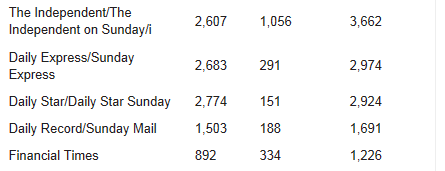 The Independent/The
Independent on Sunday/i 2,607 1,056 3,662
Daily Express/Sunday
Express 2,683 291 2,974
Daily Star/Daily Star Sunday 2,774 151 2,924
Daily Record/Sunday Mail 1,503 188 1,691
Financial Times 892 334 1,226